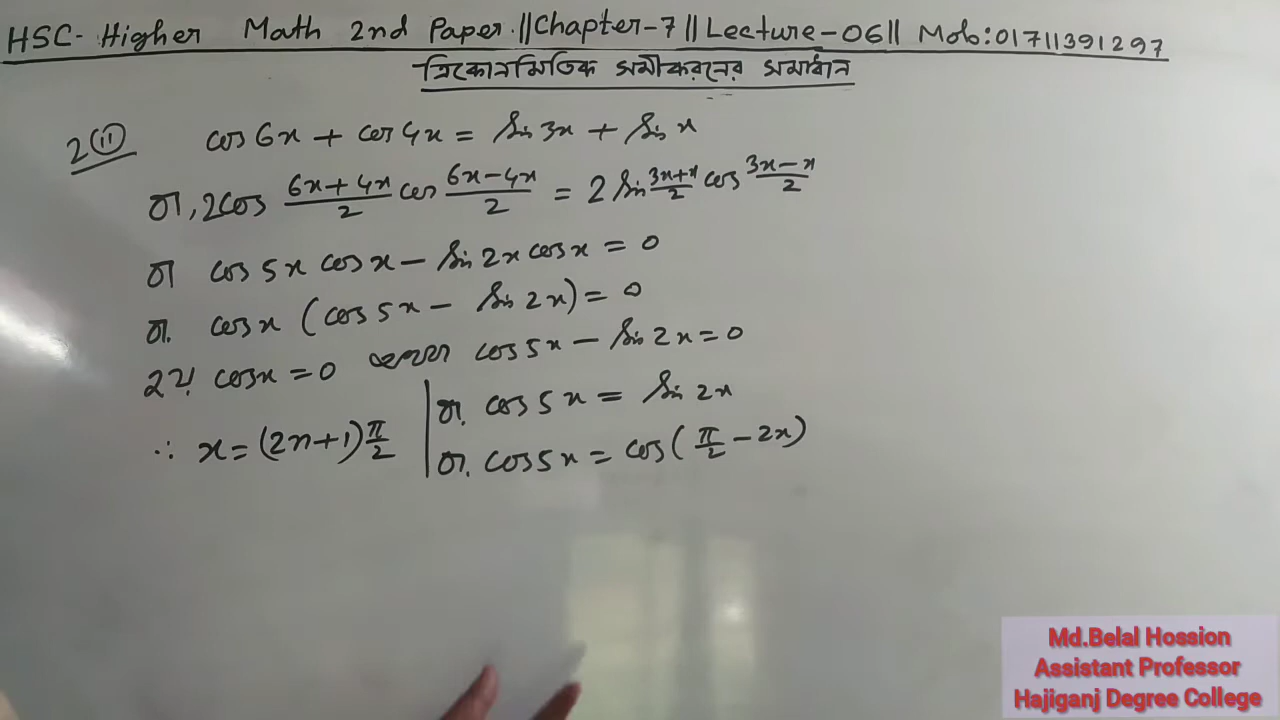 HSC- Higher Math 2nd Paper. || Chapter-7 || Lecture-06 || Mob:01711391297
ত্রিকোনমিতিক সমীকরনের সমাধান
2(ii) cos 6x + cos 4x = sin 3x + sin x
বা, 2cos (6x+4x)/2 cos (6x-4x)/2 = 2 sin (3x+x)/2 cos (3x-x)/2
বা cos 5x cos x - sin 2x cos x = 0
বা. cos x (cos 5x - sin 2x) = 0
হয়. cos x = 0 অথবা cos 5x - sin 2x = 0
বা. cos 5x = sin 2x
∴ x = (2n+1) π/2
বা. cos 5x = cos (π/2 - 2x)
Md.Belal Hossion
Assistant Professor
Hajiganj Degree College